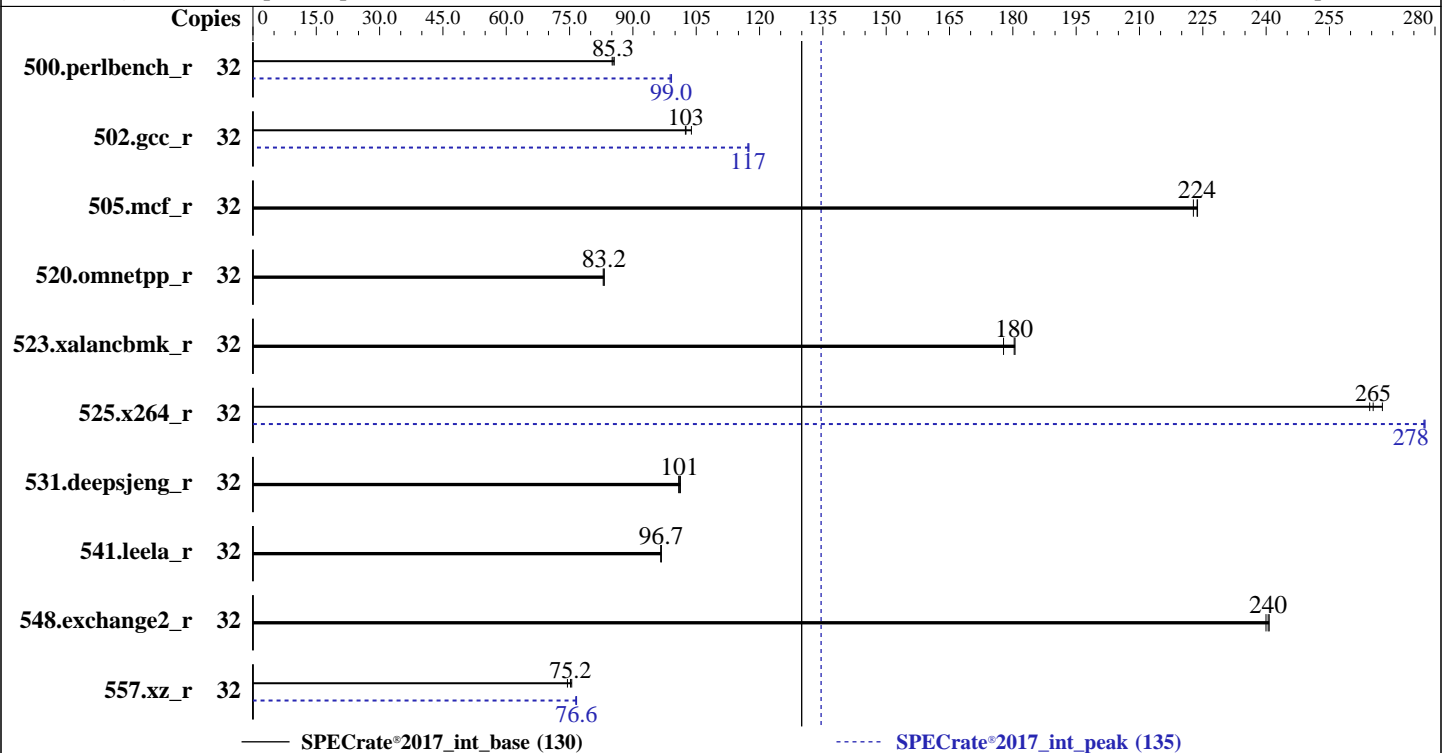 Copies 0 15.0 30.0 45.0 60.0 75.0 90.0 105 120 135 150 165 180 195 210 225 240 255 280
500.perlbench_r 32 85.3
99.0
502.gcc_r 32 103
117
505.mcf_r 32 224
520.omnetpp_r 32 83.2
523.xalancbmk_r 32 180
525.x264_r 32 265
278
531.deepsjeng_r 32 101
541.leela_r 32 96.7
548.exchange2_r 32 240
557.xz_r 32 75.2
76.6
SPECrate®2017_int_base (130) SPECrate®2017_int_peak (135)